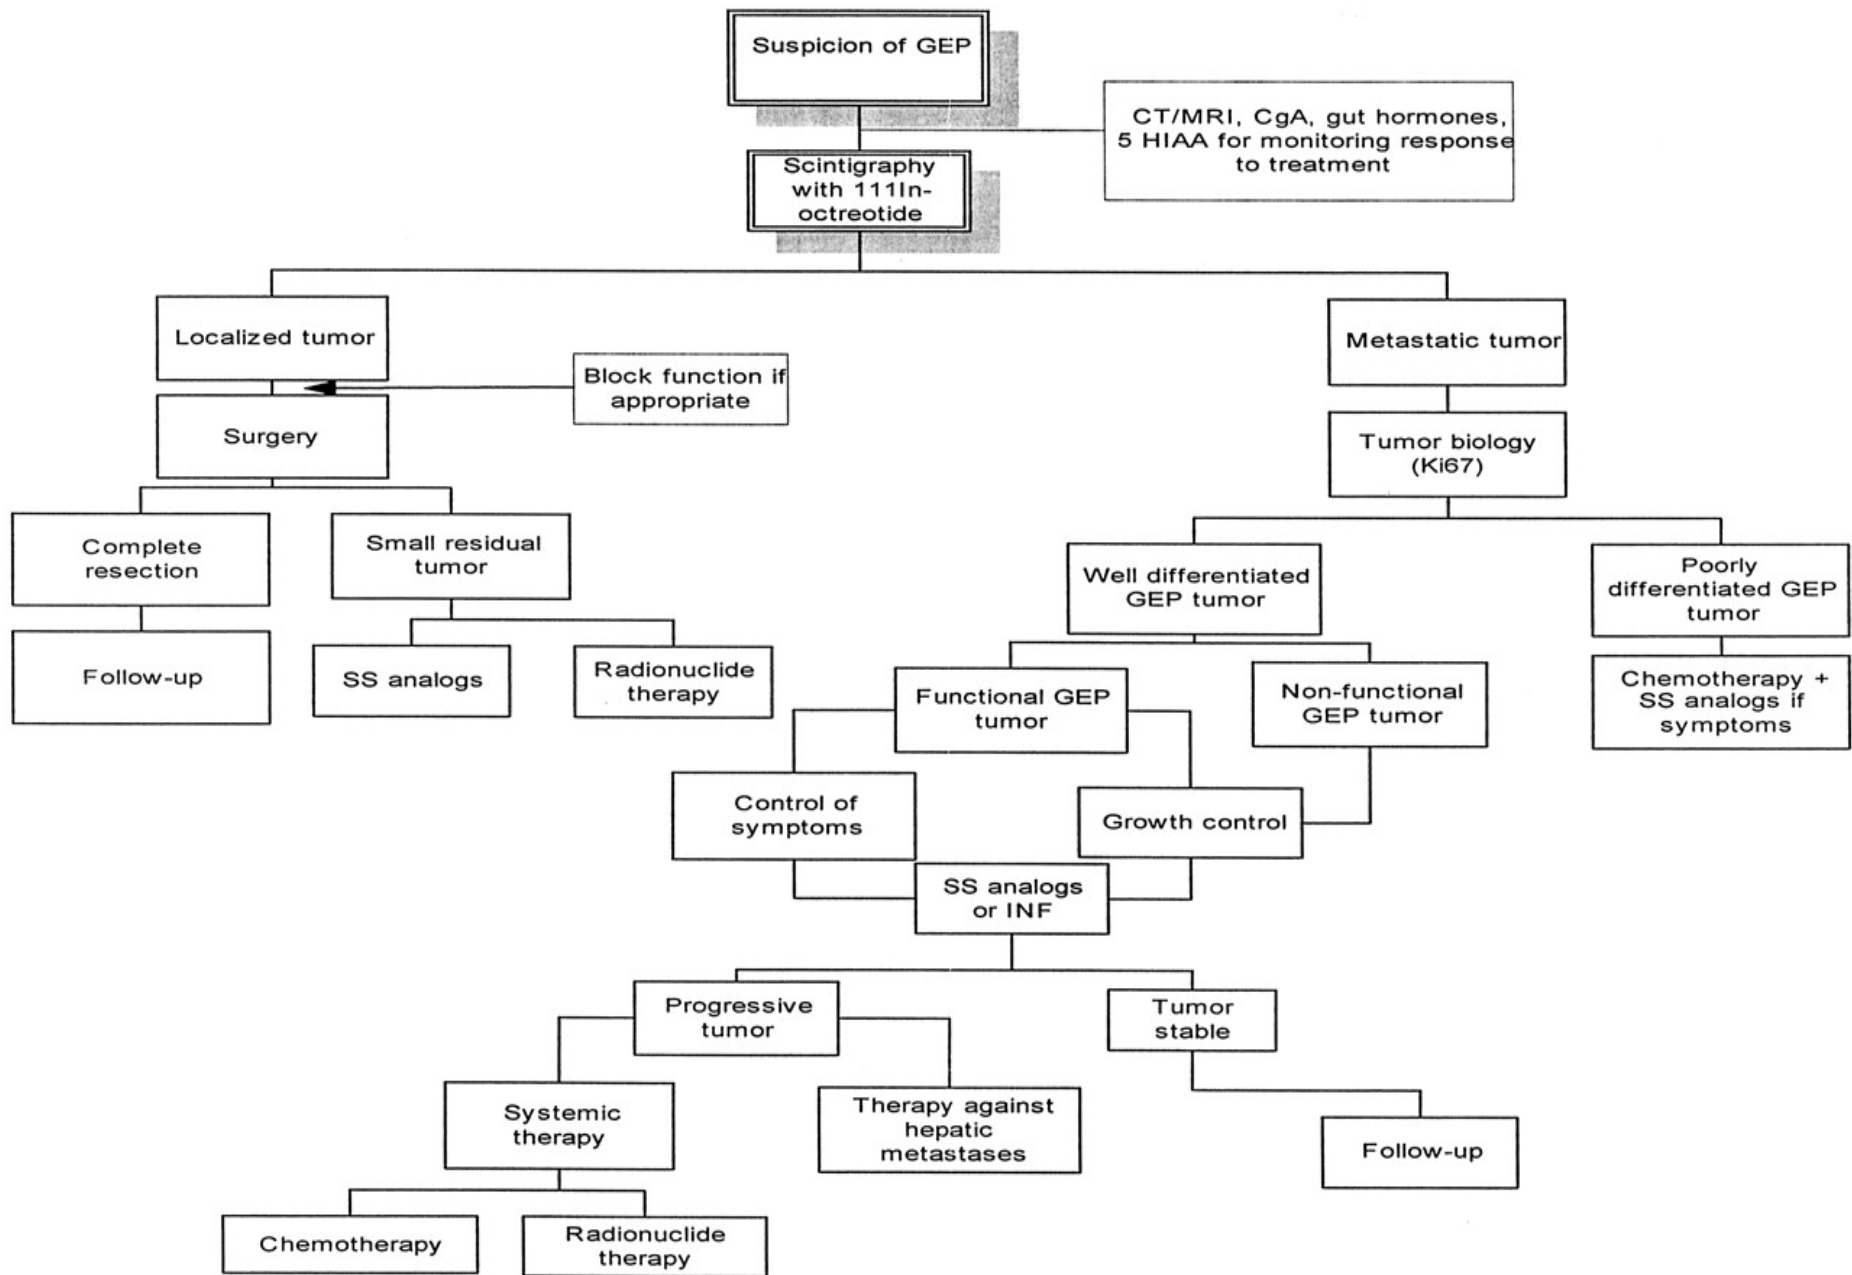 Suspicion of GEP
CT/MRI, CgA, gut hormones,
5 HIAA for monitoring response
to treatment
Scintigraphy
with 111In-
octreotide
Localized tumor
Metastatic tumor
Block function if
appropriate
Surgery
Tumor biology
(Ki67)
Complete
resection
Small residual
tumor
Well differentiated
GEP tumor
Poorly
differentiated GEP
tumor
Follow-up
SS analogs
Radionuclide
therapy
Functional GEP
tumor
Non-functional
GEP tumor
Chemotherapy +
SS analogs if
symptoms
Control of
symptoms
Growth control
SS analogs
or INF
Progressive
tumor
Tumor
stable
Systemic
therapy
Therapy against
hepatic
metastases
Follow-up
Chemotherapy
Radionuclide
therapy